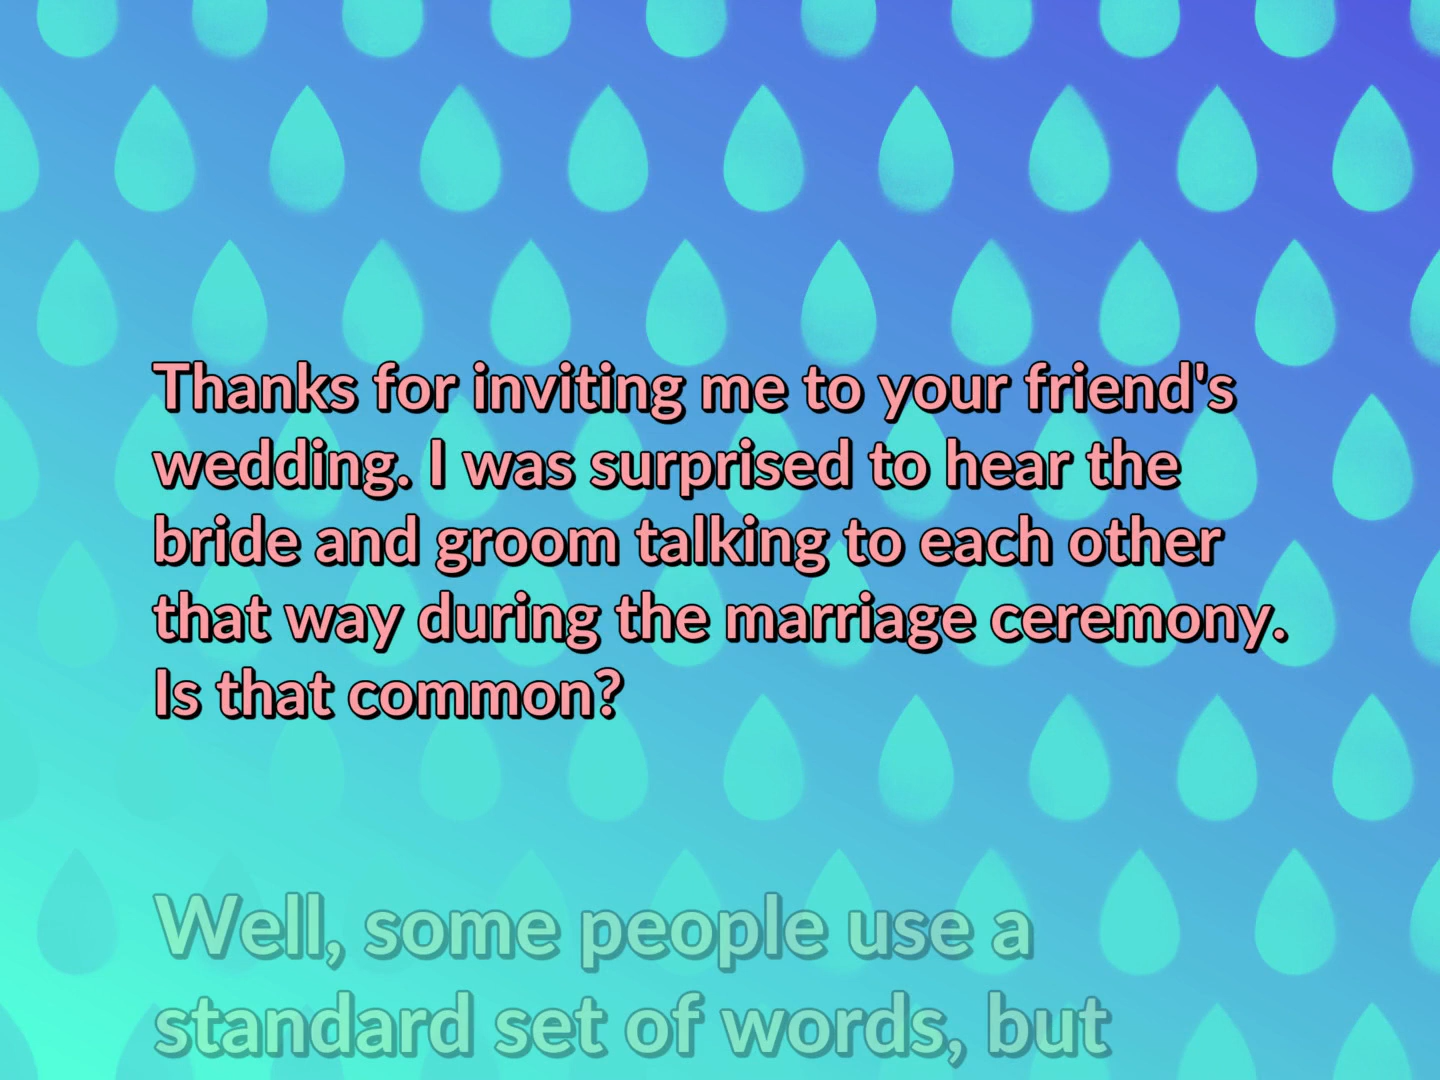 Thanks for inviting me to your friend's
wedding. I was surprised to hear the
bride and groom talking to each other
that way during the marriage ceremony.
Is that common?
Well, some people use a
standard set of words, but